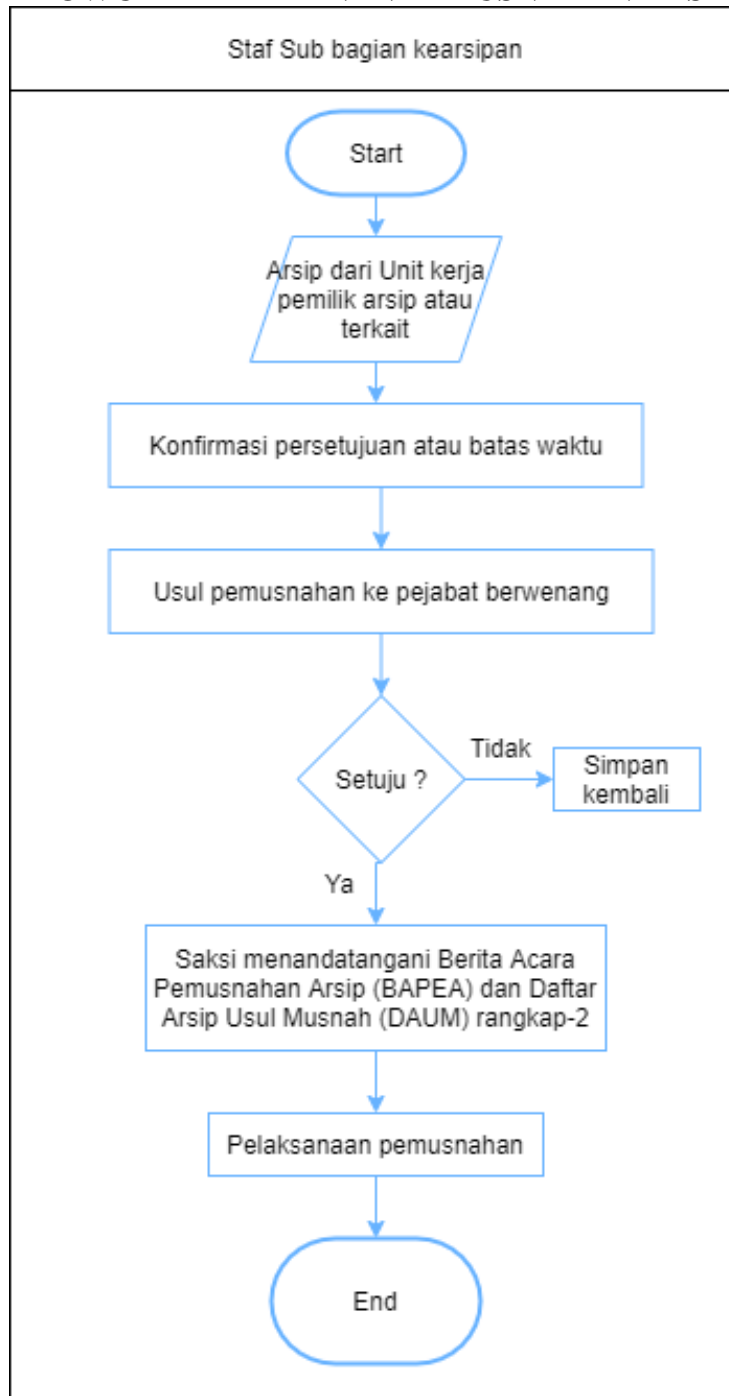 Staf Sub bagian kearsipan
Start
Arsip dari Unit kerja
pemilik arsip atau
terkait
Konfirmasi persetujuan atau batas waktu
Usul pemusnahan ke pejabat berwenang
Setuju ?
Tidak
Simpan
kembali
Ya
Saksi menandatangani Berita Acara
Pemusnahan Arsip (BAPEA) dan Daftar
Arsip Usul Musnah (DAUM) rangkap-2
Pelaksanaan pemusnahan
End